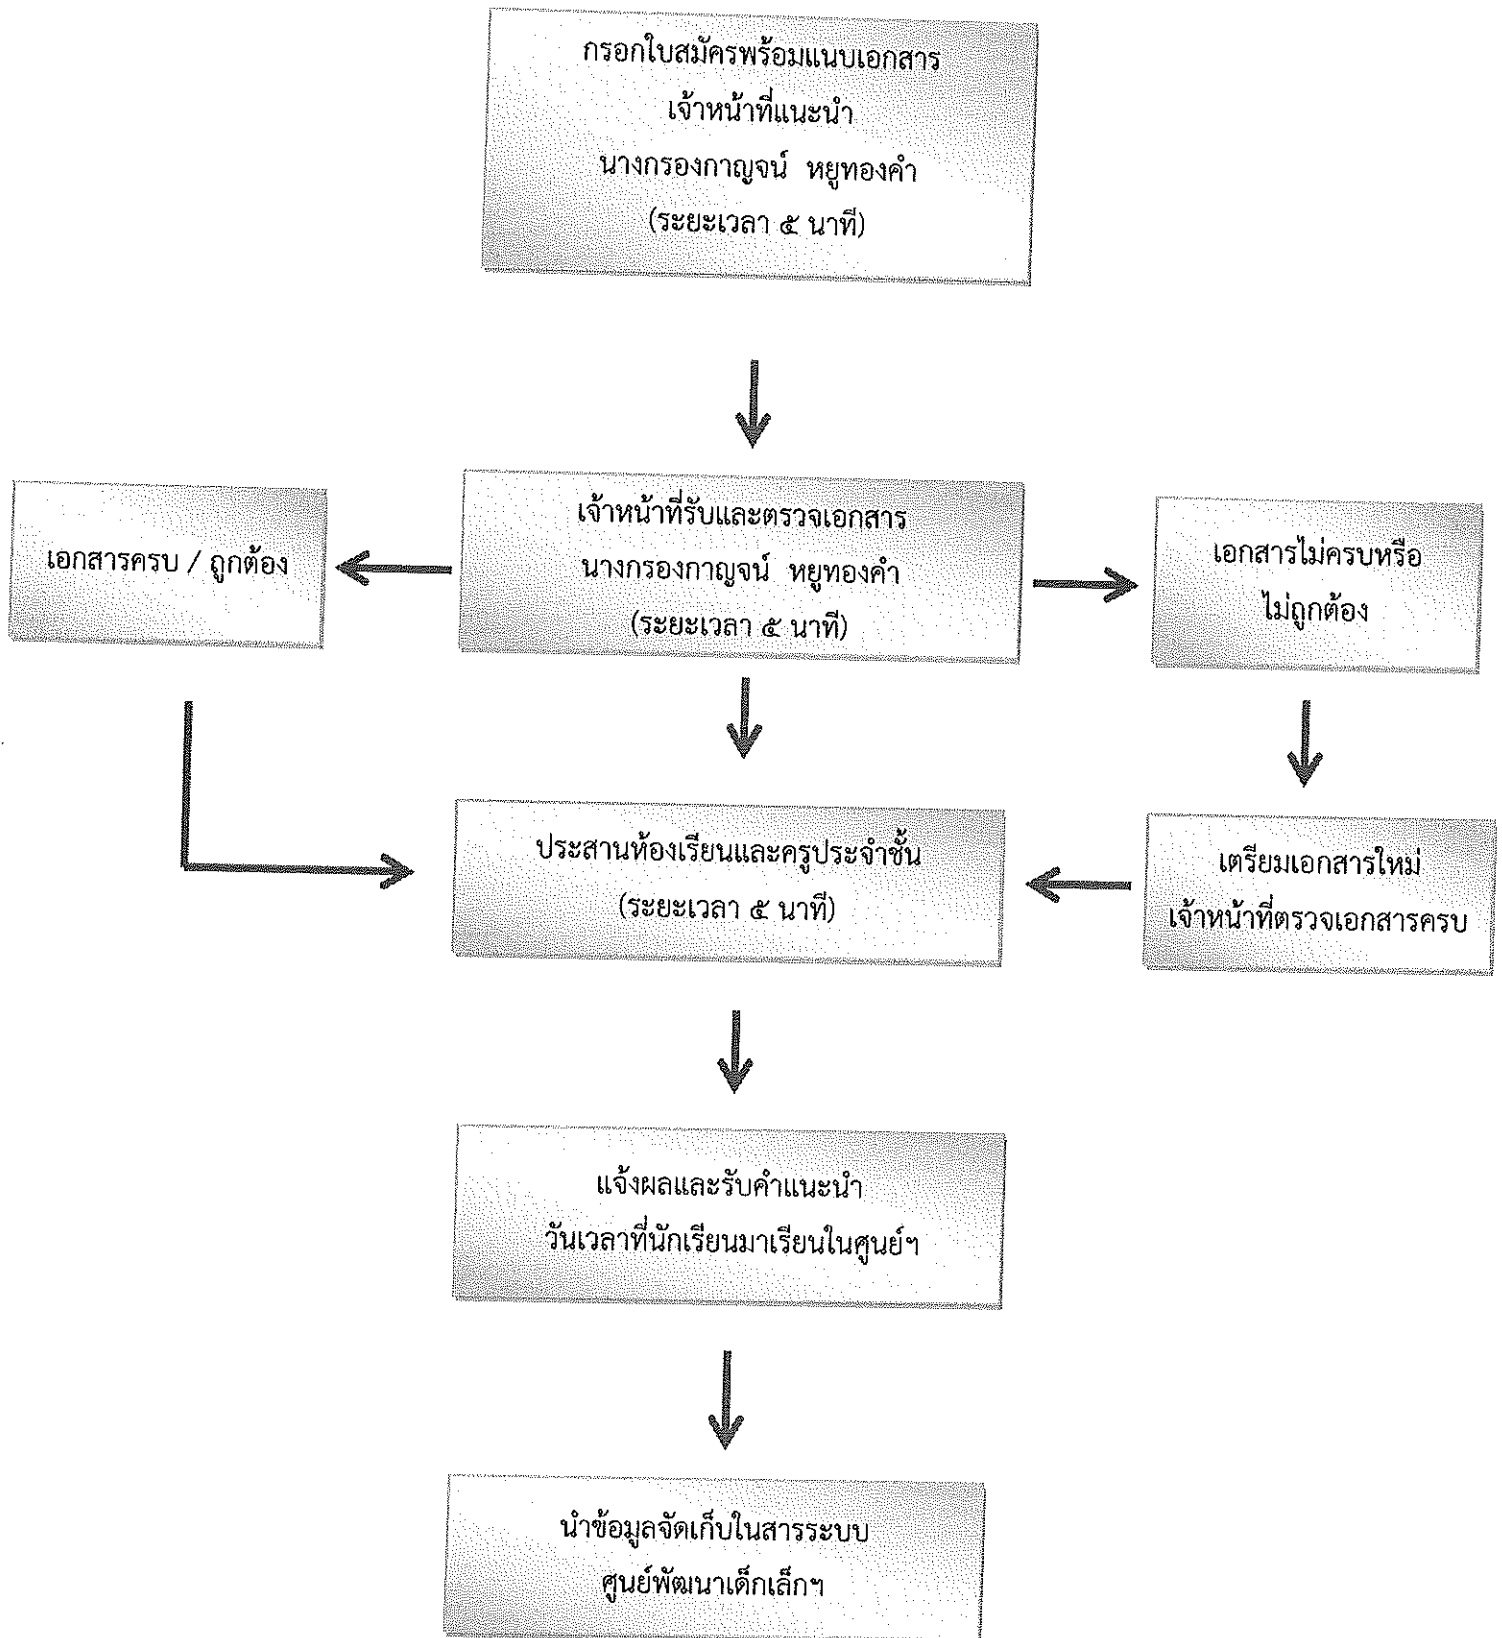 กรอกใบสมัครพร้อมแนบเอกสาร
เจ้าหน้าที่แนะนำ
นางกรองกาญจน์ หยูทองคำ
(ระยะเวลา ๕ นาที)
เอกสารครบ / ถูกต้อง
เจ้าหน้าที่รับและตรวจเอกสาร
นางกรองกาญจน์ หยูทองคำ
(ระยะเวลา ๕ นาที)
เอกสารไม่ครบหรือ
ไม่ถูกต้อง
ประสานห้องเรียนและครูประจำชั้น
(ระยะเวลา ๕ นาที)
เตรียมเอกสารใหม่
เจ้าหน้าที่ตรวจเอกสารครบ
แจ้งผลและรับคำแนะนำ
วันเวลาที่นักเรียนมาเรียนในศูนย์ฯ
นำข้อมูลจัดเก็บในสารระบบ
ศูนย์พัฒนาเด็กเล็กฯ